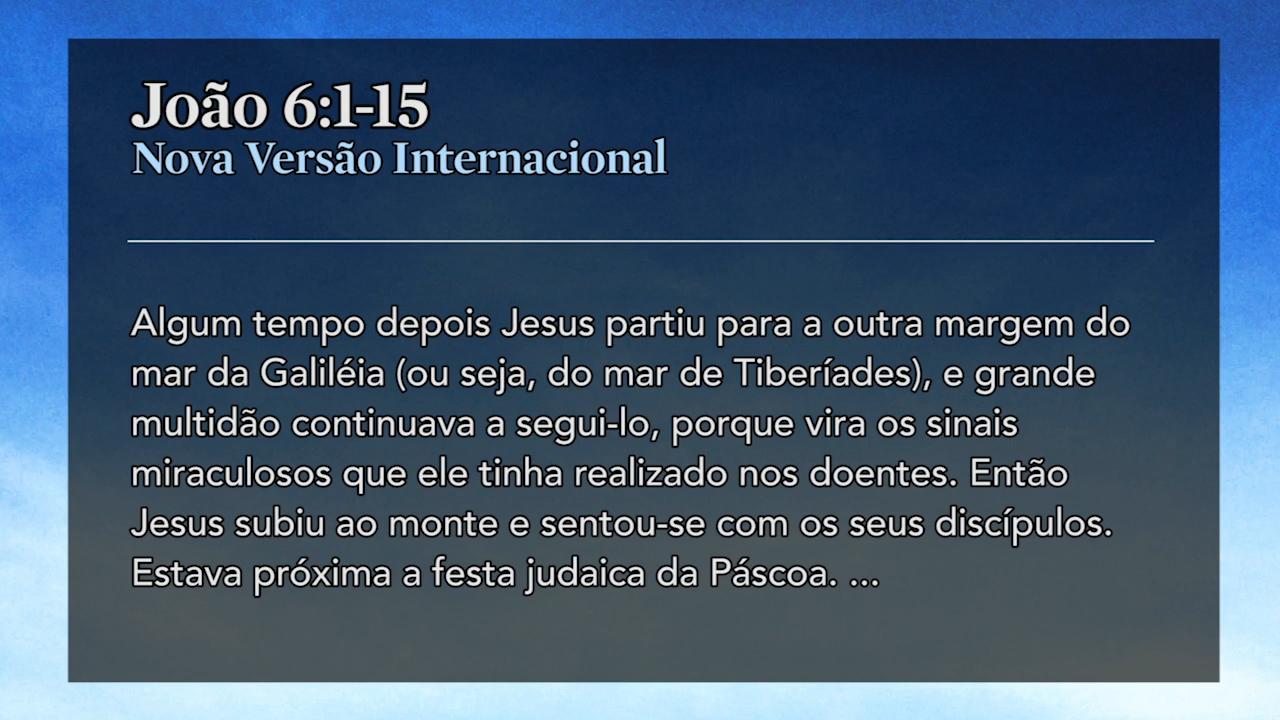 João 6:1-15
Nova Versão Internacional
Algum tempo depois Jesus partiu para a outra margem do
mar da Galiléia (ou seja, do mar de Tiberíades), e grande
multidão continuava a segui-lo, porque vira os sinais
miraculosos que ele tinha realizado nos doentes. Então
Jesus subiu ao monte e sentou-se com os seus discípulos.
Estava próxima a festa judaica da Páscoa. ...